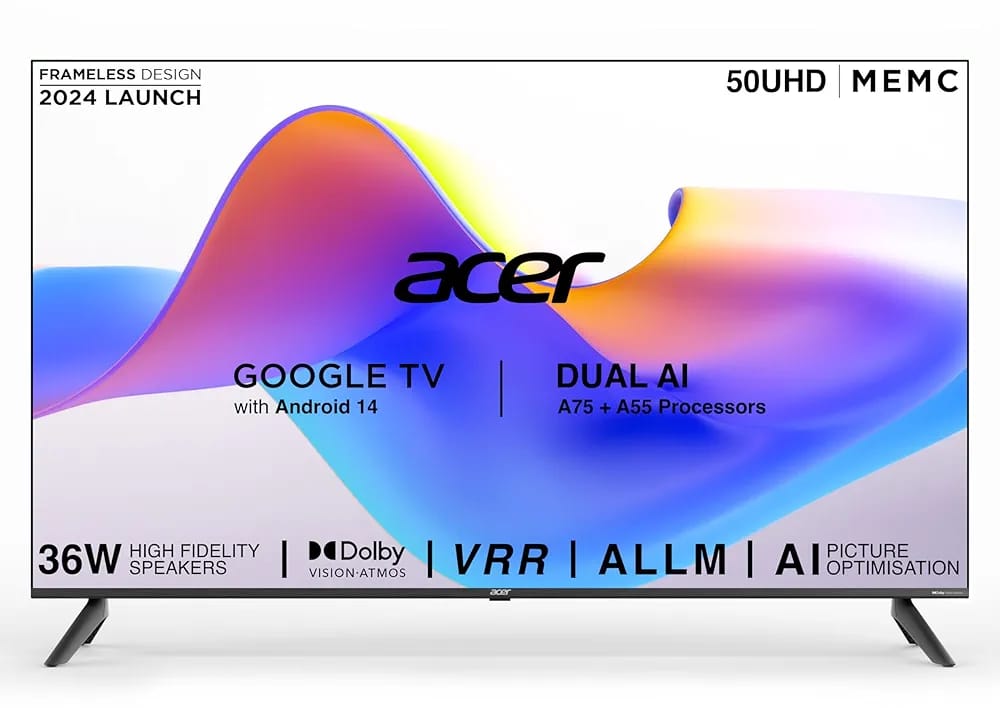 FRAMELESS DESIGN
2024 LAUNCH
50UHD | MEMC
acer
GOOGLE TV
with Android 14
DUAL AI
A75 + A55 Processors
36W HIGH FIDELITY
SPEAKERS
Dolby
VISION·ATMOS
VRR
ALLM
AI PICTURE
OPTIMISATION
acer